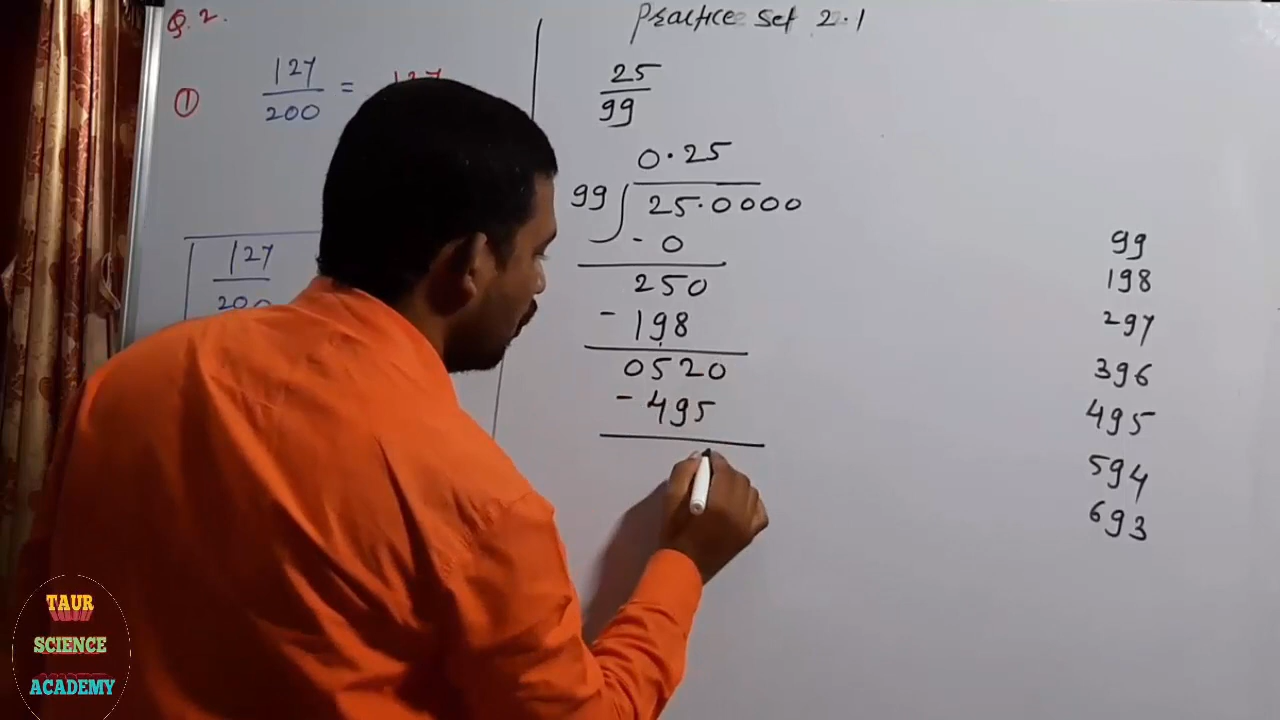 Q.2.
① 127/200 = 127
127/200
Practice Set 2.1
25/99
0.25
99 ) 25.0000
- 0
250
- 198
0520
- 495
99
198
297
396
495
594
693
TAUR
SCIENCE
ACADEMY